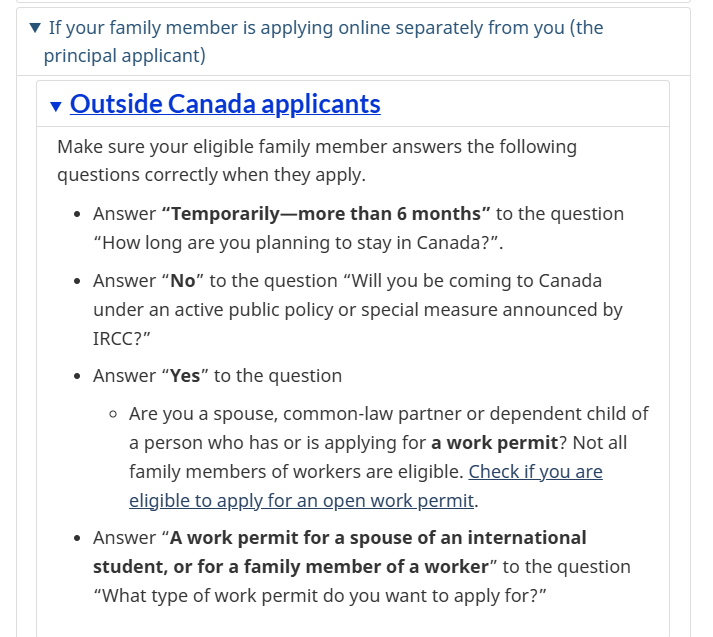 ▼ If your family member is applying online separately from you (the
principal applicant)
▼ Outside Canada applicants
Make sure your eligible family member answers the following
questions correctly when they apply.
• Answer “Temporarily—more than 6 months” to the question
“How long are you planning to stay in Canada?”.
• Answer “No” to the question “Will you be coming to Canada
under an active public policy or special measure announced by
IRCC?”
• Answer “Yes” to the question
◦ Are you a spouse, common-law partner or dependent child of
a person who has or is applying for a work permit? Not all
family members of workers are eligible. Check if you are
eligible to apply for an open work permit.
• Answer “A work permit for a spouse of an international
student, or for a family member of a worker” to the question
“What type of work permit do you want to apply for?”